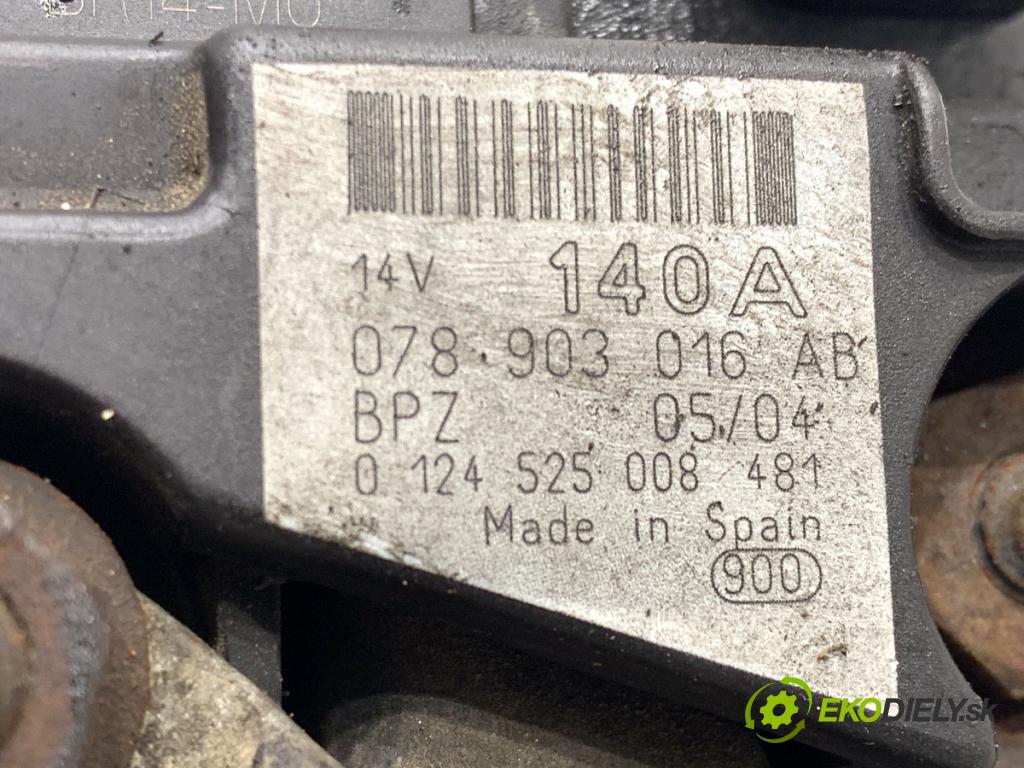 14V 140A
078 903 016 AB
BPZ 05/04
0 124 525 008 481
Made in Spain
900
EKODIELY.sk